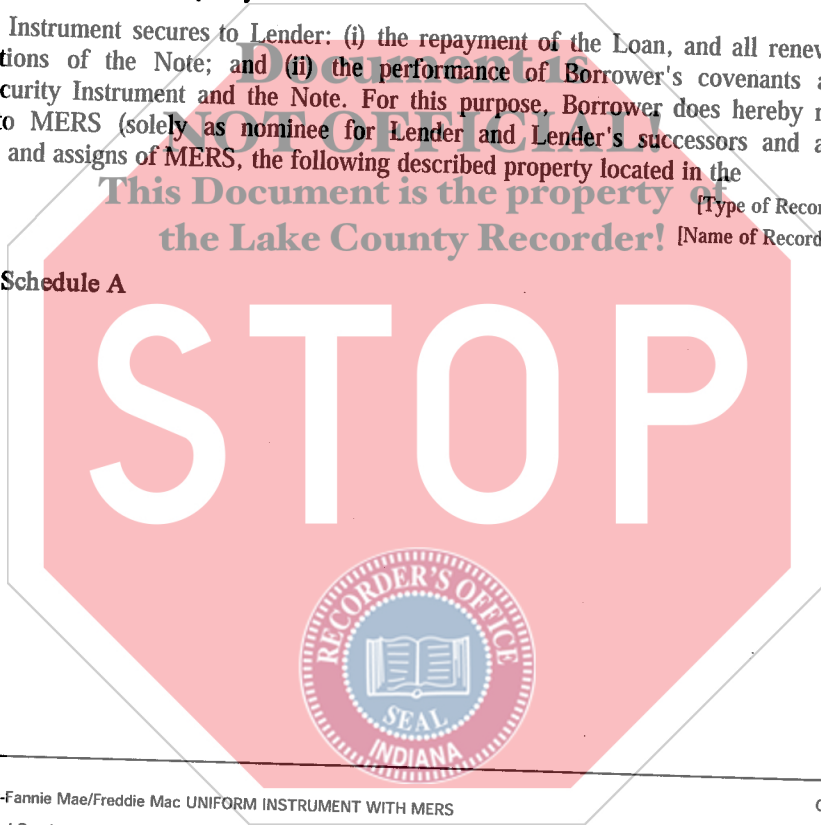 Instrument secures to Lender: (i) the repayment of the Loan, and all renew
tions of the Note; and (ii) the performance of Borrower's covenants a
curity Instrument and the Note. For this purpose, Borrower does hereby
to MERS (solely as nominee for Lender and Lender's successors and a
and assigns of MERS, the following described property located in the
[Type of Recor
[Name of Record
Document is
NOT OFFICIAL!
This Document is the property of
the Lake County Recorder!
Schedule A
STOP
RECORDER'S OFFICE
SEAL
INDIANA
-Fannie Mae/Freddie Mac UNIFORM INSTRUMENT WITH MERS